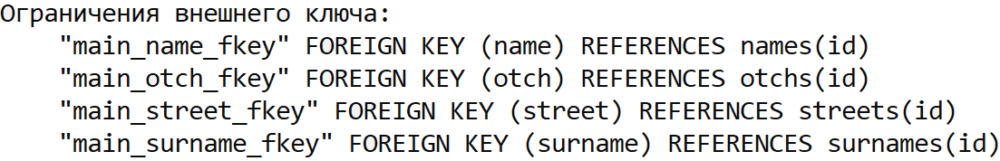 Ограничения внешнего ключа:
    "main_name_fkey" FOREIGN KEY (name) REFERENCES names(id)
    "main_otch_fkey" FOREIGN KEY (otch) REFERENCES otchs(id)
    "main_street_fkey" FOREIGN KEY (street) REFERENCES streets(id)
    "main_surname_fkey" FOREIGN KEY (surname) REFERENCES surnames(id)